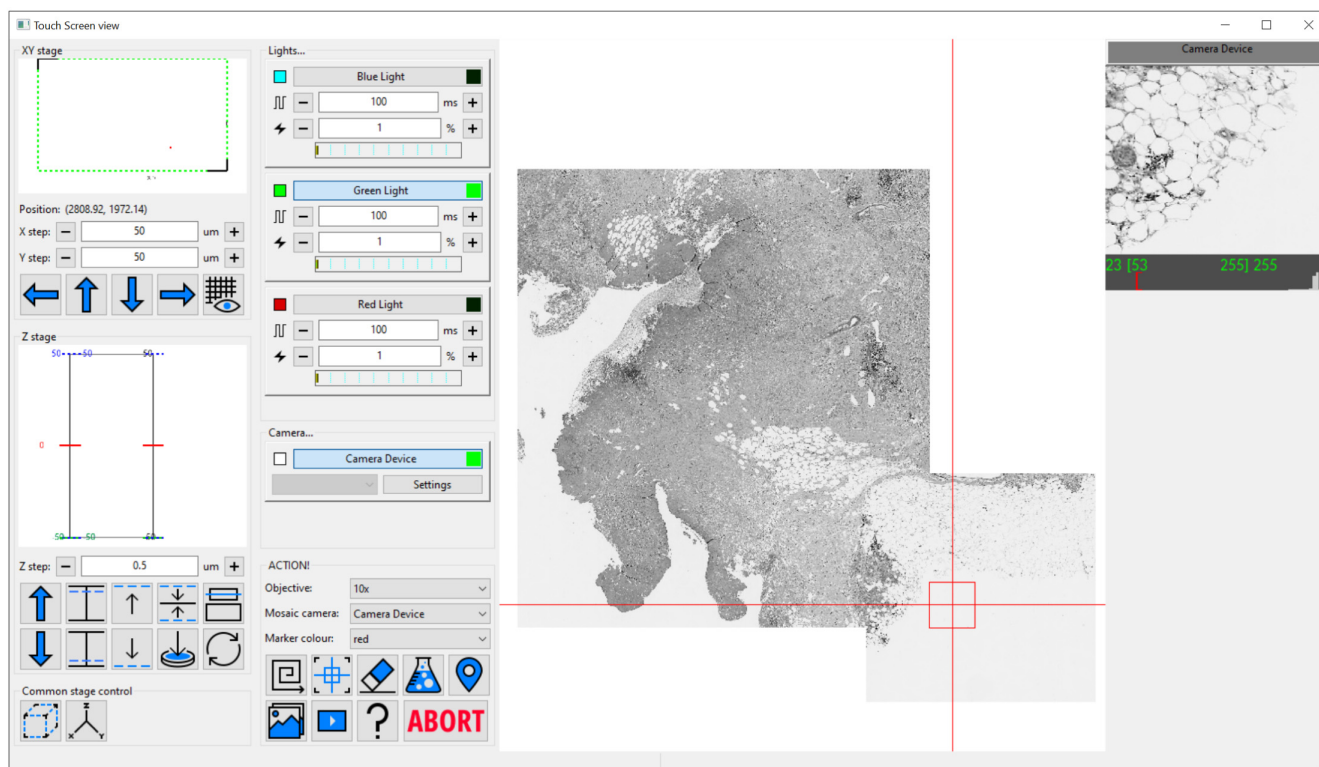 Touch Screen view
XY stage
Position: (2808.92, 1972.14)
X step: − 50 um +
Y step: − 50 um +
Z stage
50 50 50
0
50 50 50
Z step: − 0.5 um +
Common stage control
Z
X Y
Lights...
Blue Light
− 100 ms +
− 1 % +
Green Light
− 100 ms +
− 1 % +
Red Light
− 100 ms +
− 1 % +
Camera...
Camera Device
Settings
ACTION!
Objective: 10x
Mosaic camera: Camera Device
Marker colour: red
?
ABORT
Camera Device
23 [53 255] 255